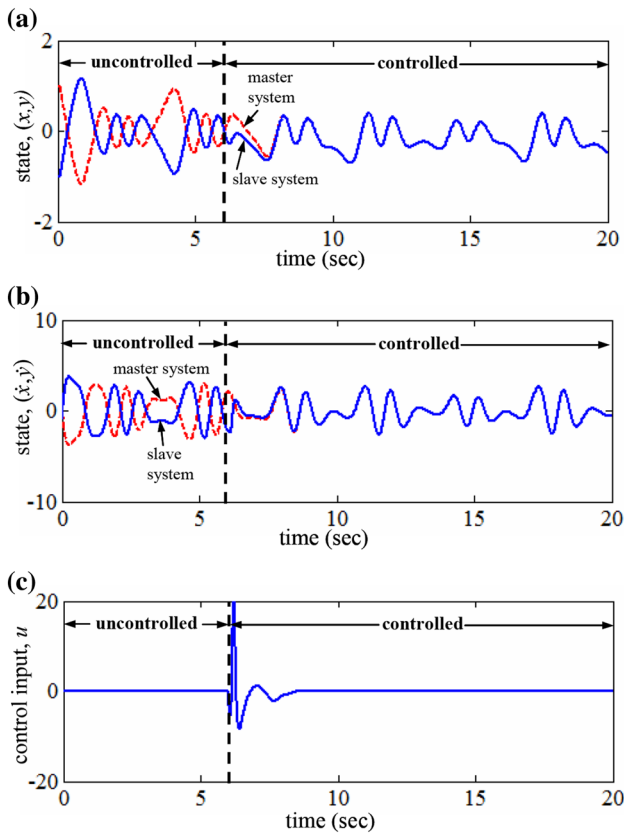 (a)
2
0
-2
state, (x,y)
uncontrolled
controlled
master
system
slave system
0
5
10
15
20
time (sec)
(b)
10
0
-10
state, (ẋ,ẏ)
uncontrolled
controlled
master system
slave
system
0
5
10
15
20
time (sec)
(c)
20
0
-20
control input, u
uncontrolled
controlled
0
5
10
15
20
time (sec)